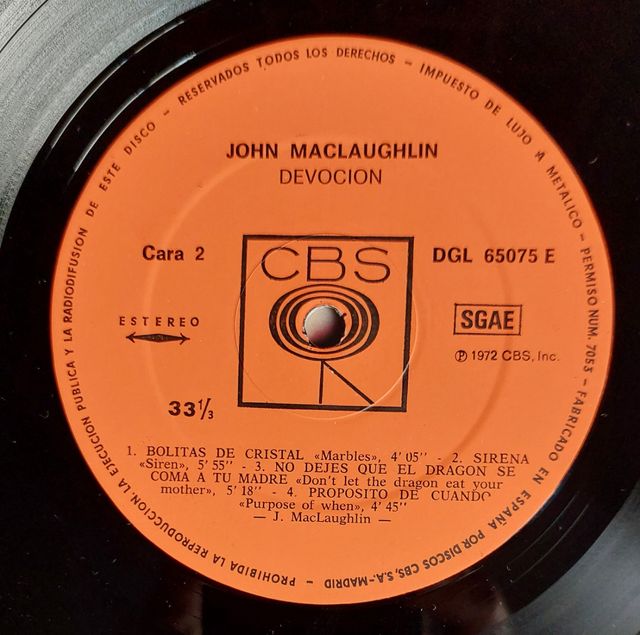 PROHIBIDA LA REPRODUCCION, LA EJECUCION PUBLICA Y LA RADIODIFUSION DE ESTE DISCO – RESERVADOS TODOS LOS DERECHOS – IMPUESTO DE LUJO A METALICO – PERMISO NUM. 7053 – FABRICADO EN ESPAÑA POR DISCOS CBS, S.A.-MADRID –
JOHN MACLAUGHLIN
DEVOCION
Cara 2
CBS
DGL 65075 E
ESTEREO
SGAE
℗ 1972 CBS, Inc.
33 1/3
1. BOLITAS DE CRISTAL «Marbles», 4' 05'' - 2. SIRENA
«Siren», 5' 55'' - 3. NO DEJES QUE EL DRAGON SE
COMA A TU MADRE «Don't let the dragon eat your
mother», 5' 18'' - 4. PROPOSITO DE CUANDO
«Purpose of when», 4' 45''
— J. MacLaughlin —